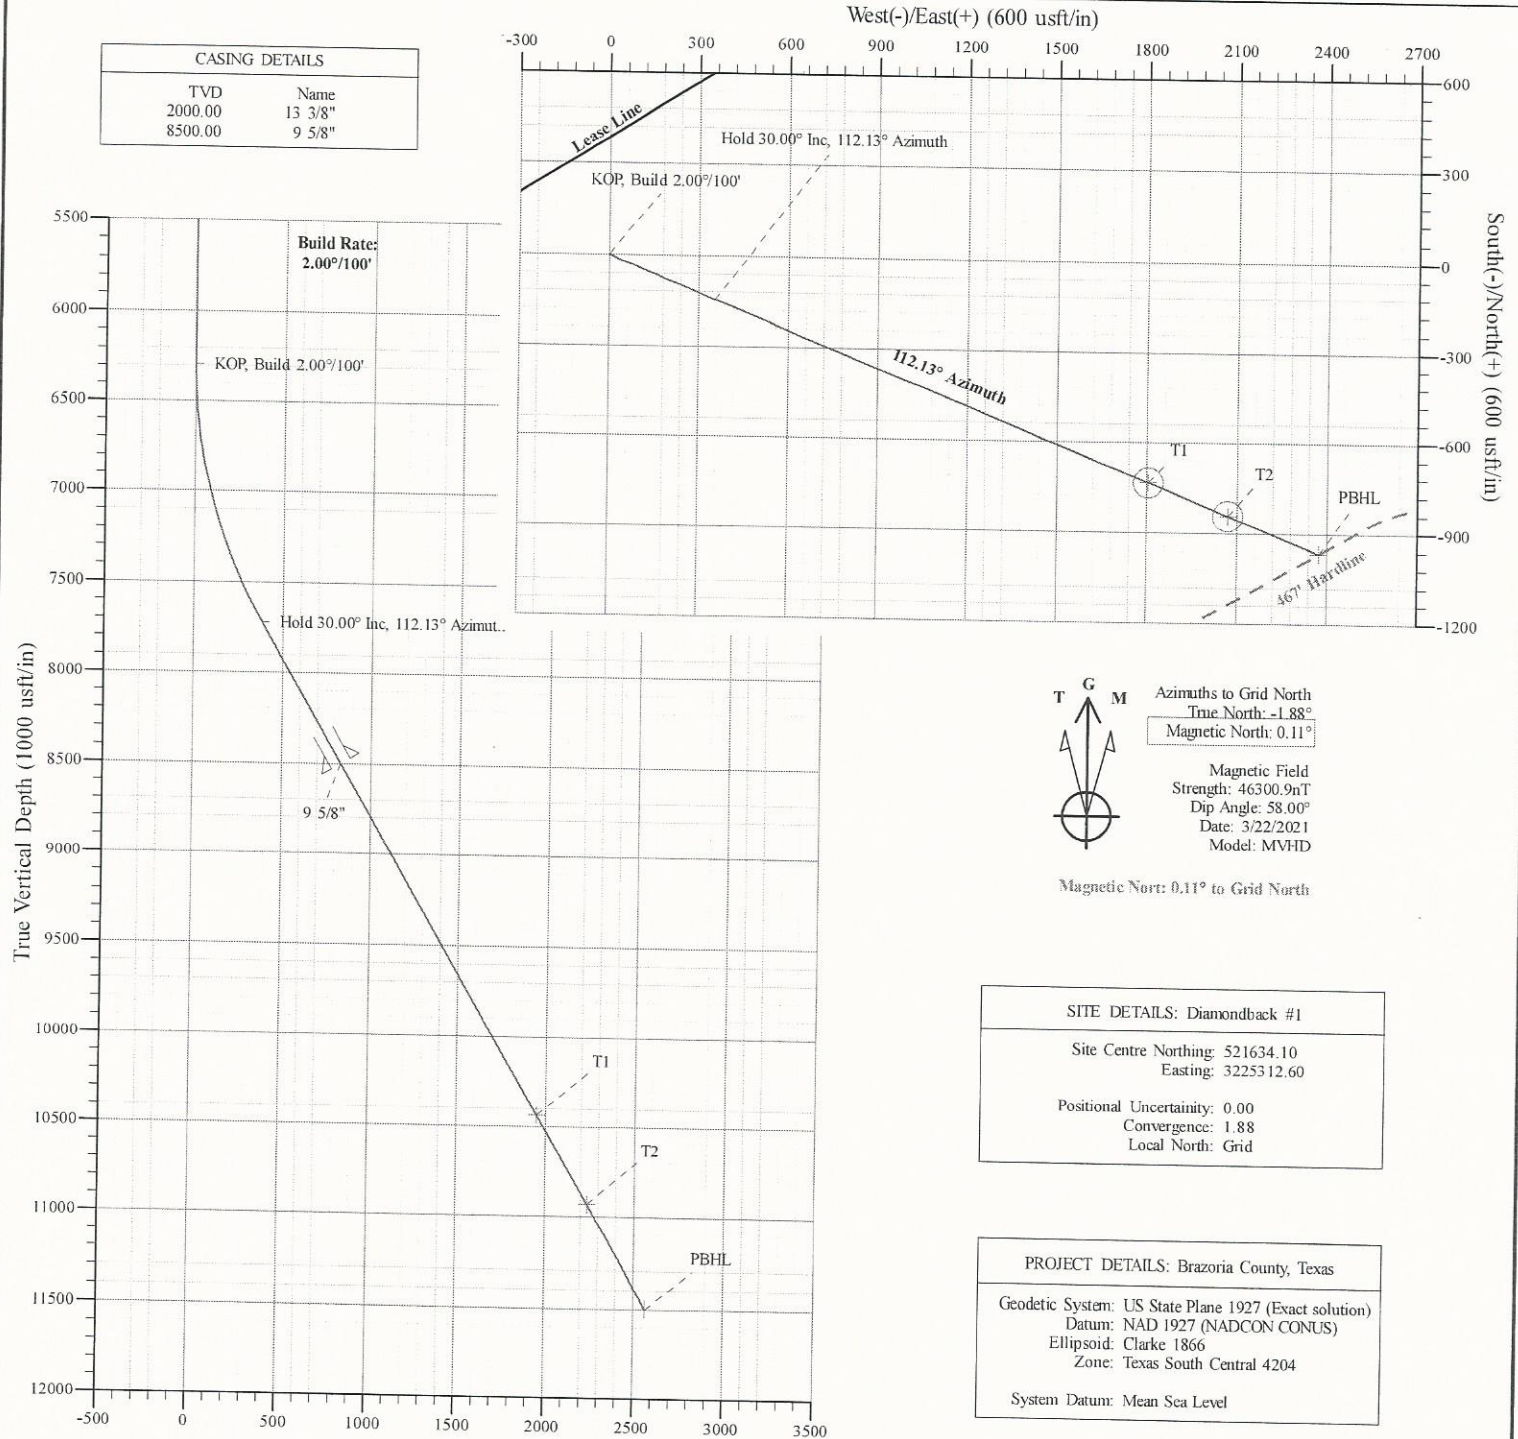 CASING DETAILS
TVD Name
2000.00 13 3/8"
8500.00 9 5/8"
West(-)/East(+) (600 usft/in)
-300 0 300 600 900 1200 1500 1800 2100 2400 2700
600
300
0
-300
-600
-900
-1200
South(-)/North(+) (600 usft/in)
Lease Line
Hold 30.00° Inc, 112.13° Azimuth
KOP, Build 2.00°/100'
112.13° Azimuth
T1
T2
PBHL
467' Hardline
Build Rate:
2.00°/100'
5500
6000
6500
7000
7500
8000
8500
9000
9500
10000
10500
11000
11500
12000
True Vertical Depth (1000 usft/in)
KOP, Build 2.00°/100'
Hold 30.00° Inc, 112.13° Azimut..
9 5/8"
T1
T2
PBHL
-500 0 500 1000 1500 2000 2500 3000 3500
T G M
Azimuths to Grid North
True North: -1.88°
Magnetic North: 0.11°
Magnetic Field
Strength: 46300.9nT
Dip Angle: 58.00°
Date: 3/22/2021
Model: MVHD
Magnetic Nort: 0.11° to Grid North
SITE DETAILS: Diamondback #1
Site Centre Northing: 521634.10
Easting: 3225312.60
Positional Uncertainity: 0.00
Convergence: 1.88
Local North: Grid
PROJECT DETAILS: Brazoria County, Texas
Geodetic System: US State Plane 1927 (Exact solution)
Datum: NAD 1927 (NADCON CONUS)
Ellipsoid: Clarke 1866
Zone: Texas South Central 4204
System Datum: Mean Sea Level